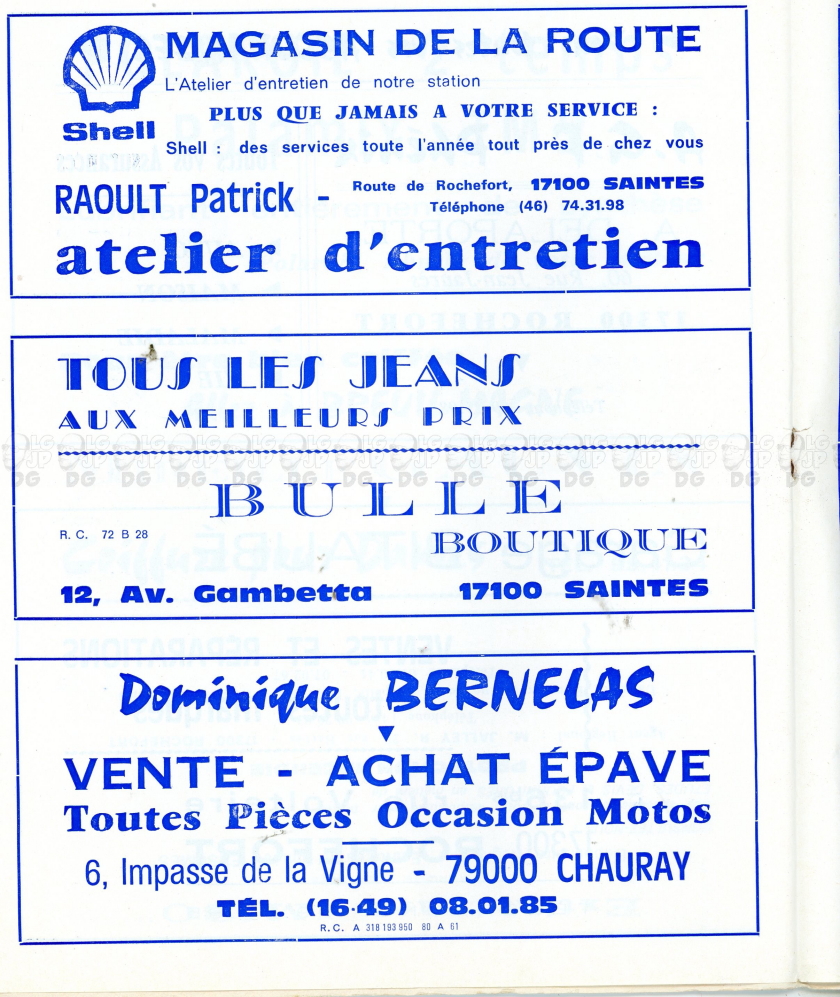 MAGASIN DE LA ROUTE
L'Atelier d'entretien de notre station
PLUS QUE JAMAIS A VOTRE SERVICE :
Shell
Shell : des services toute l'année tout près de chez vous
RAOULT Patrick - Route de Rochefort, 17100 SAINTES
Téléphone (46) 74.31.98
atelier d'entretien
TOUS LES JEANS
AUX MEILLEURS PRIX
BULLE
R. C. 72 B 28
BOUTIQUE
12, Av. Gambetta 17100 SAINTES
Dominique BERNELAS
VENTE - ACHAT ÉPAVE
Toutes Pièces Occasion Motos
6, Impasse de la Vigne - 79000 CHAURAY
TÉL. (16-49) 08.01.85
R.C. A 318 193 950 80 A 61